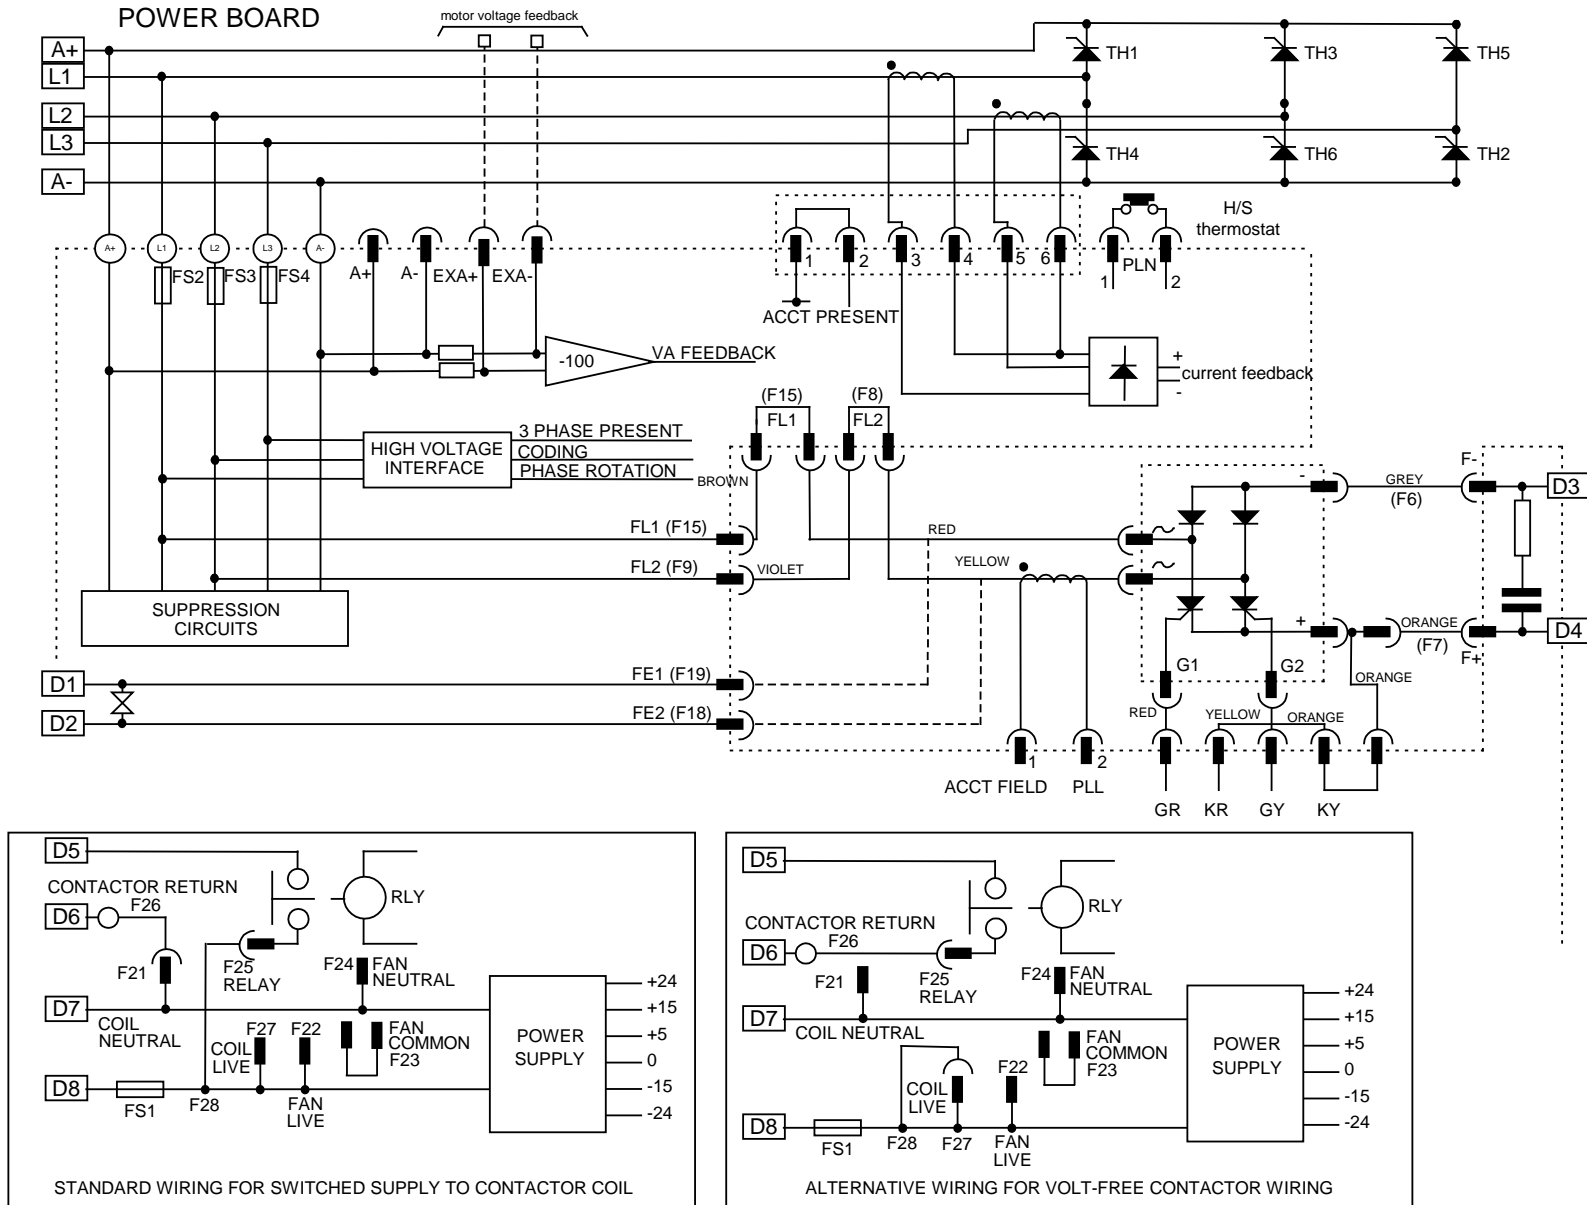 POWER BOARD
motor voltage feedback
A+
L1
L2
L3
A-
TH1
TH3
TH5
TH4
TH6
TH2
H/S
thermostat
A+
L1
L2
L3
A-
FS2
FS3
FS4
A+
A-
EXA+
EXA-
1
2
3
4
5
6
1
PLN
2
ACCT PRESENT
-100
VA FEEDBACK
+
current feedback
-
(F15)
FL1
(F8)
FL2
HIGH VOLTAGE
INTERFACE
3 PHASE PRESENT
CODING
PHASE ROTATION
BROWN
F-
-
GREY
(F6)
D3
FL1 (F15)
RED
FL2 (F9)
VIOLET
YELLOW
SUPPRESSION
CIRCUITS
+
ORANGE
(F7)
F+
D4
D1
FE1 (F19)
G1
G2
ORANGE
D2
FE2 (F18)
RED
YELLOW
ORANGE
1
2
ACCT FIELD
PLL
GR
KR
GY
KY
D5
CONTACTOR RETURN
D6
F26
RLY
F21
F25
RELAY
F24
FAN
NEUTRAL
D7
COIL
NEUTRAL
F27
F22
COIL
LIVE
FAN
COMMON
F23
POWER
SUPPLY
+24
+15
+5
0
-15
-24
D8
FS1
F28
FAN
LIVE
STANDARD WIRING FOR SWITCHED SUPPLY TO CONTACTOR COIL
D5
CONTACTOR RETURN
D6
F26
RLY
F21
F25
RELAY
F24
FAN
NEUTRAL
D7
COIL NEUTRAL
FAN
COMMON
F23
F22
COIL
LIVE
POWER
SUPPLY
+24
+15
+5
0
-15
-24
D8
FS1
F28
F27
FAN
LIVE
ALTERNATIVE WIRING FOR VOLT-FREE CONTACTOR WIRING